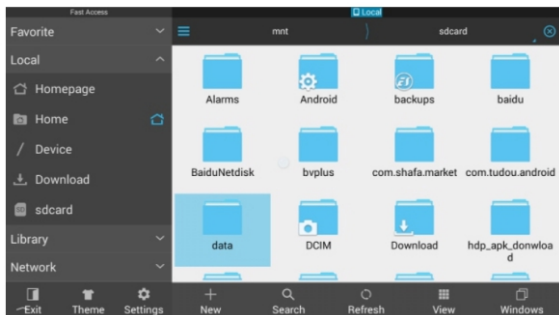 Fast Access
Local
Favorite
mnt
sdcard
Local
Homepage
Home
Device
Download
sdcard
Library
Network
Alarms
Android
backups
baidu
BaiduNetdisk
bvplus
com.shafa.market
com.tudou.android
data
DCIM
Download
hdp_apk_donwloa
d
Exit
Theme
Settings
New
Search
Refresh
View
Windows